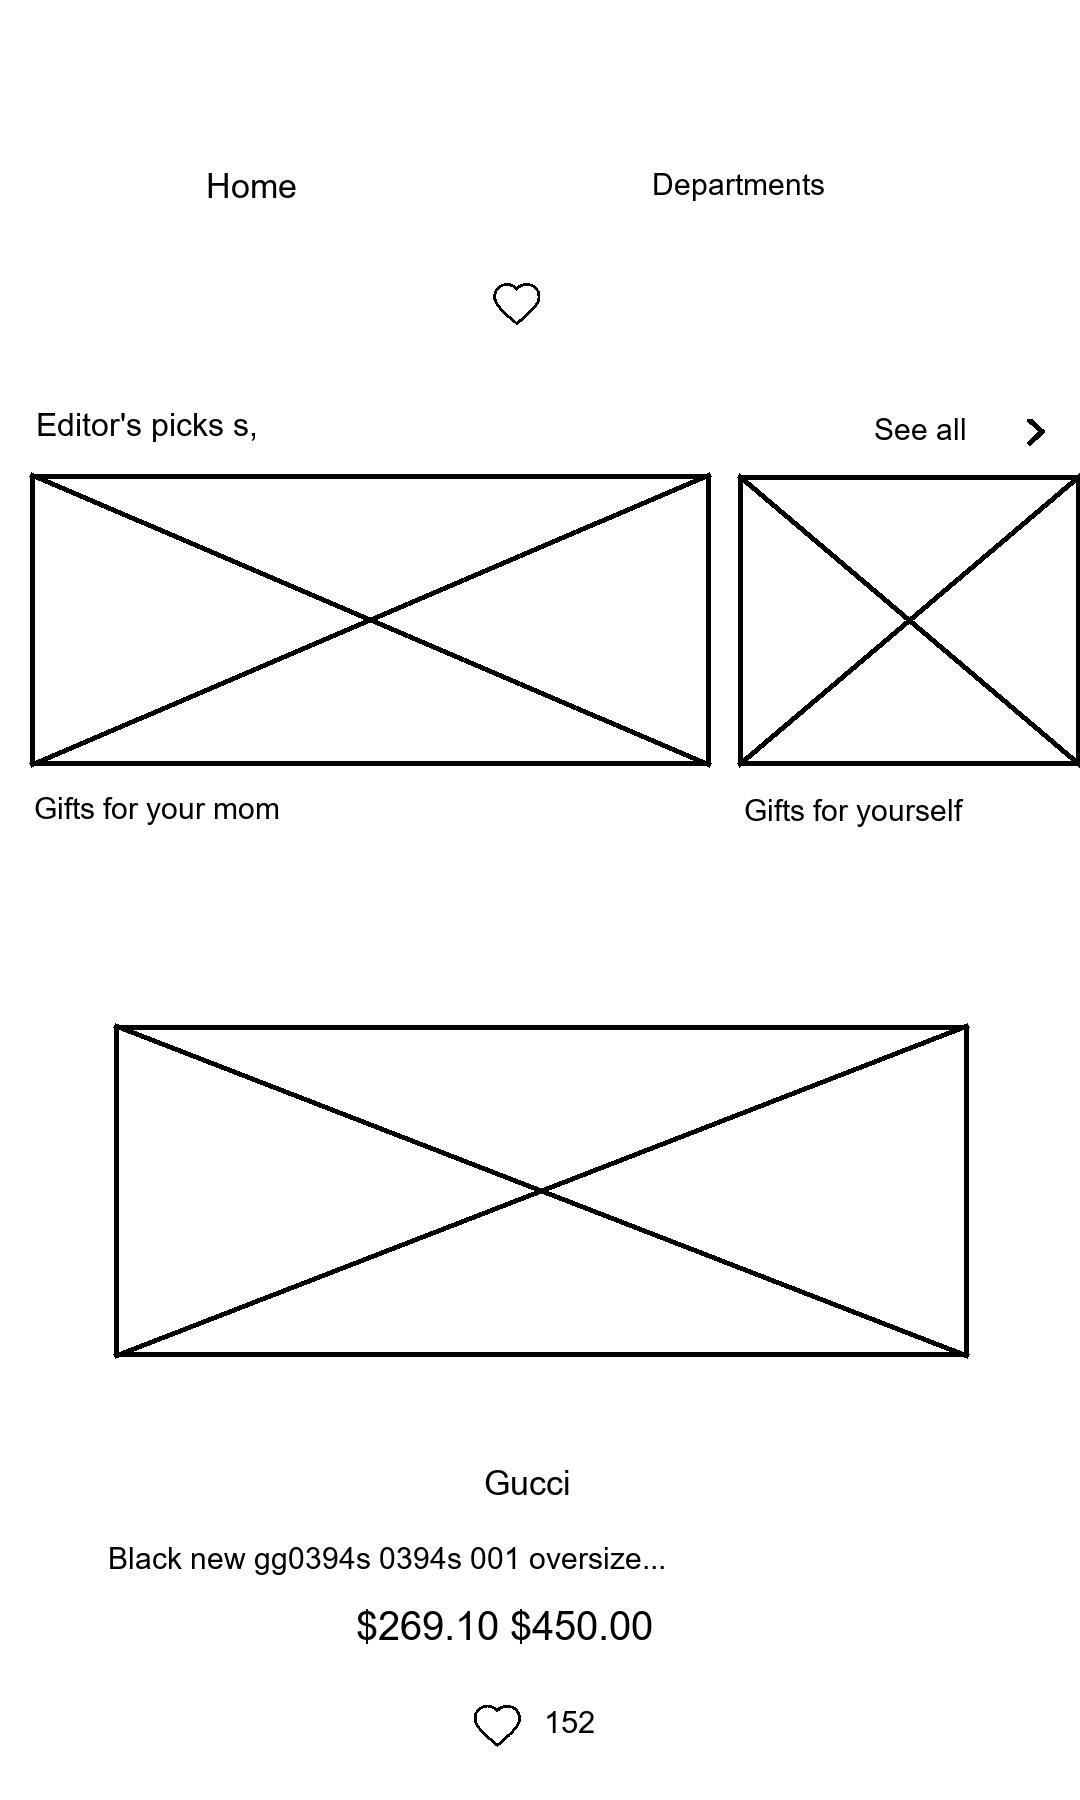 Home Departments
Editor's picks s, See all
Gifts for your mom Gifts for yourself
Gucci
Black new gg0394s 0394s 001 oversize...
$269.10 $450.00
152